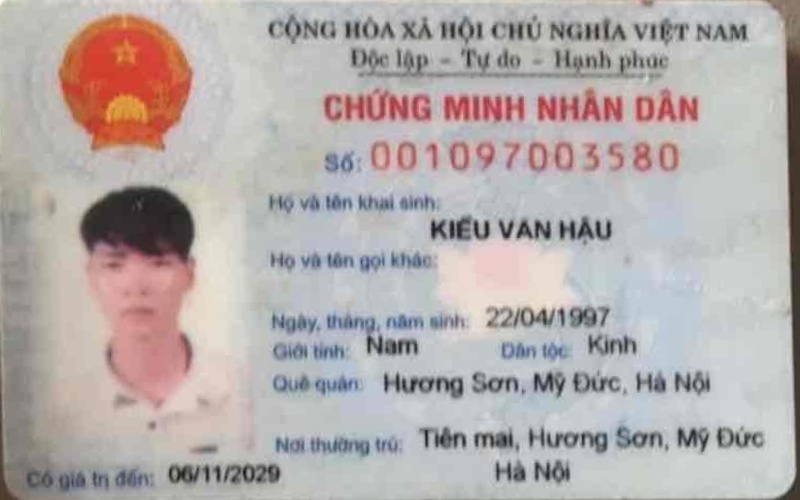 CỘNG HÒA XÃ HỘI CHỦ NGHĨA VIỆT NAM
Độc lập - Tự do - Hạnh phúc
CHỨNG MINH NHÂN DÂN
Số: 001097003580
Họ và tên khai sinh:
KIỀU VĂN HẬU
Họ và tên gọi khác:
Ngày, tháng, năm sinh: 22/04/1997
Giới tính: Nam Dân tộc: Kinh
Quê quán: Hương Sơn, Mỹ Đức, Hà Nội
Nơi thường trú: Tiên mai, Hương Sơn, Mỹ Đức
Hà Nội
Có giá trị đến: 06/11/2029